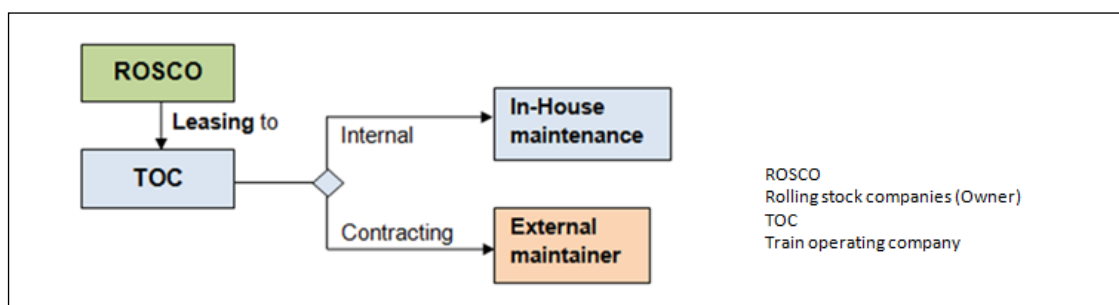 ROSCO
Leasing to
TOC
Internal
In-House
maintenance
Contracting
External
maintainer
ROSCO
Rolling stock companies (Owner)
TOC
Train operating company